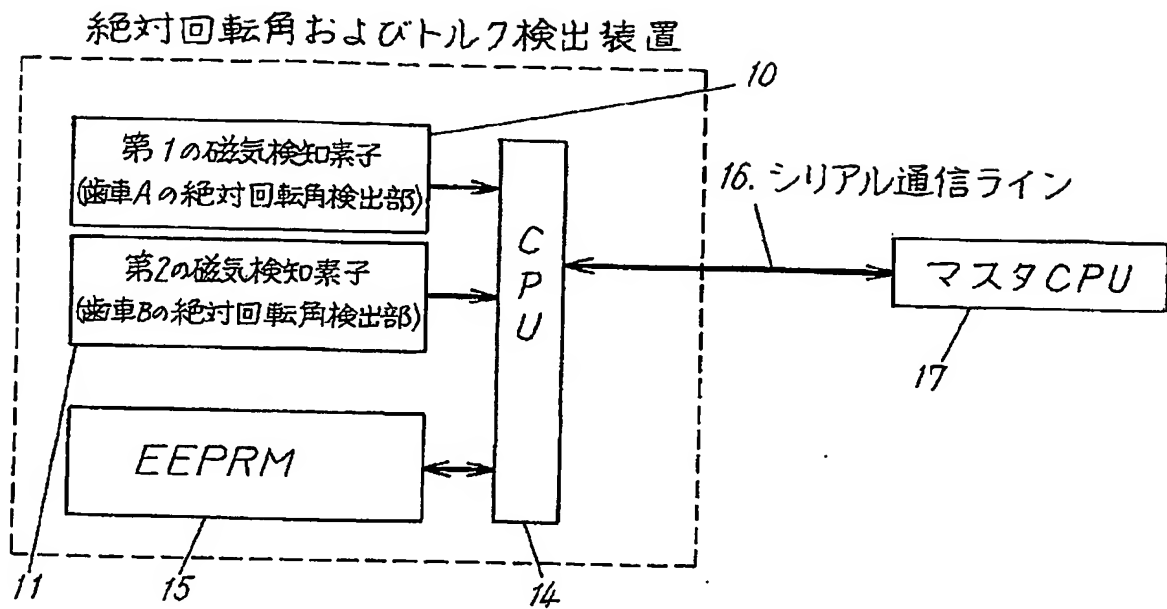 絶対回転角およびトルク検出装置
10
第1の磁気検知素子
(歯車Aの絶対回転角検出部)
第2の磁気検知素子
(歯車Bの絶対回転角検出部)
CPU
16.シリアル通信ライン
マスタCPU
17
EEPRM
11
15
14